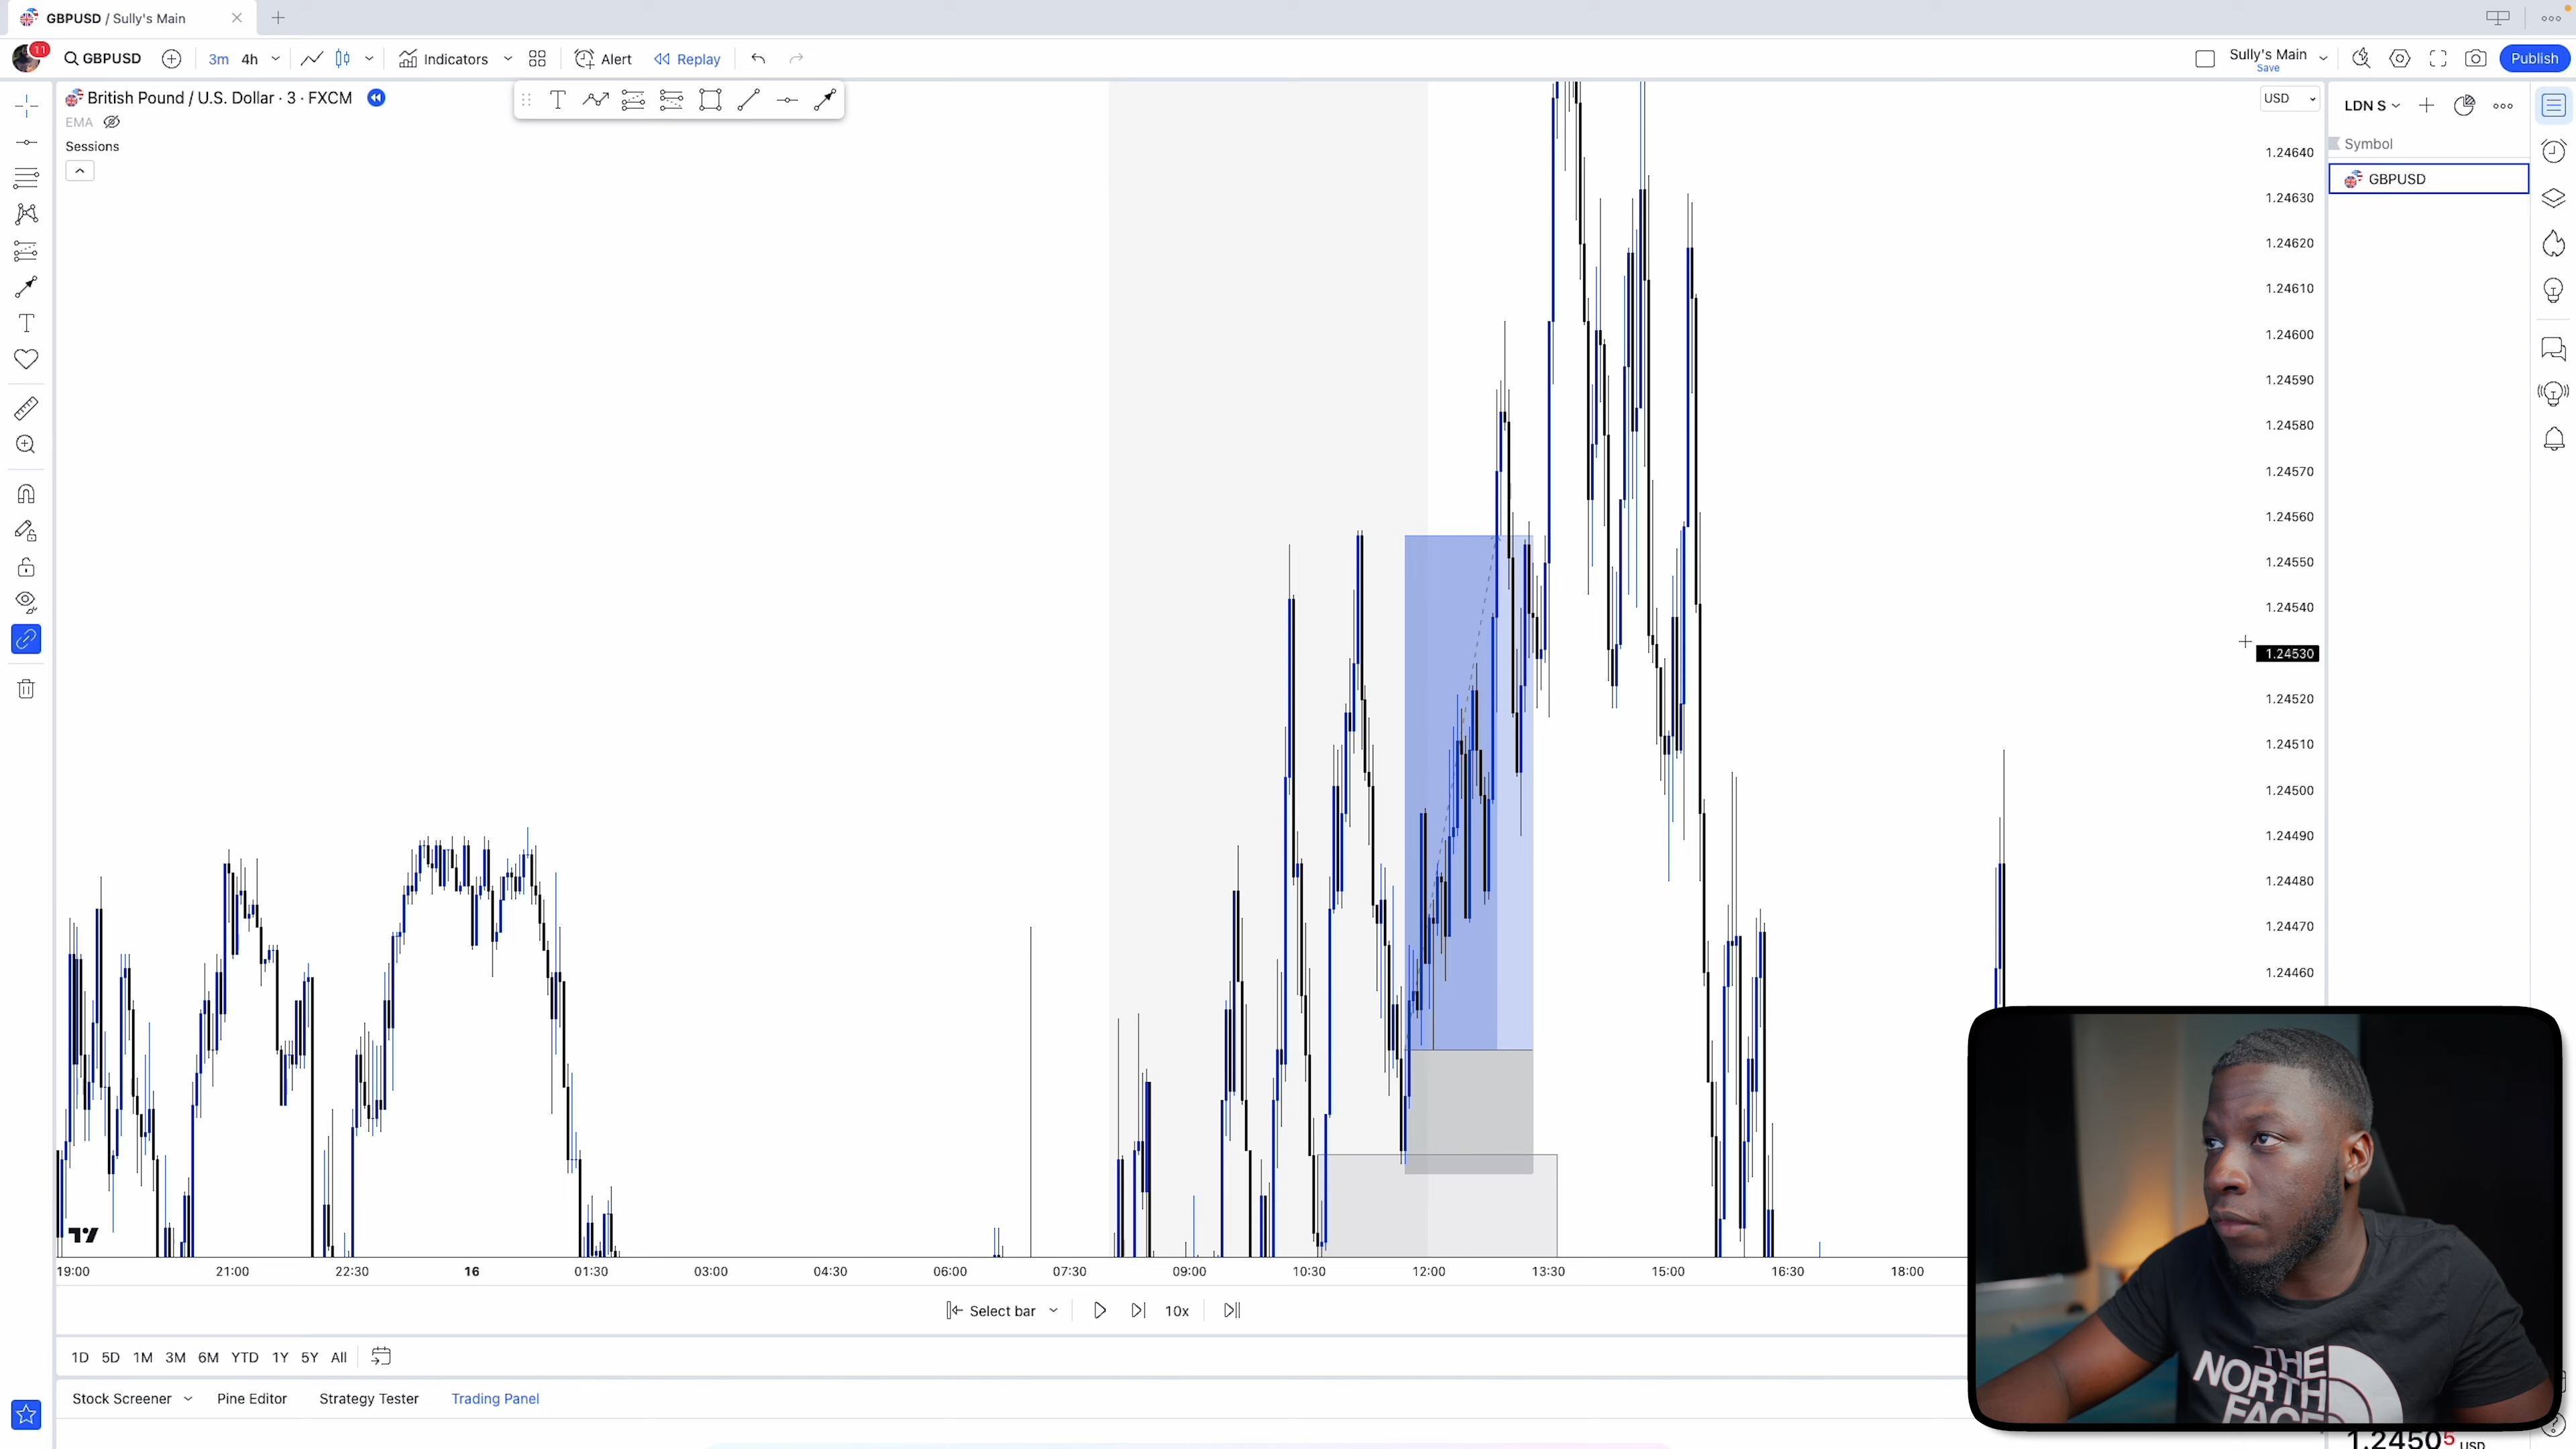 GBPUSD / Sully's Main
11
GBPUSD
3m 4h
Indicators
Alert
Replay
Sully's Main
Save
Publish
British Pound / U.S. Dollar · 3 · FXCM
EMA
Sessions
USD
LDN S
Symbol
GBPUSD
1.24640
1.24630
1.24620
1.24610
1.24600
1.24590
1.24580
1.24570
1.24560
1.24550
1.24540
1.24530
1.24520
1.24510
1.24500
1.24490
1.24480
1.24470
1.24460
19:00 21:00 22:30 16 01:30 03:00 04:30 06:00 07:30 09:00 10:30 12:00 13:30 15:00 16:30 18:00
Select bar
10x
1D 5D 1M 3M 6M YTD 1Y 5Y All
Stock Screener Pine Editor Strategy Tester Trading Panel
THE
NORTH
FACE
1.24505 USD